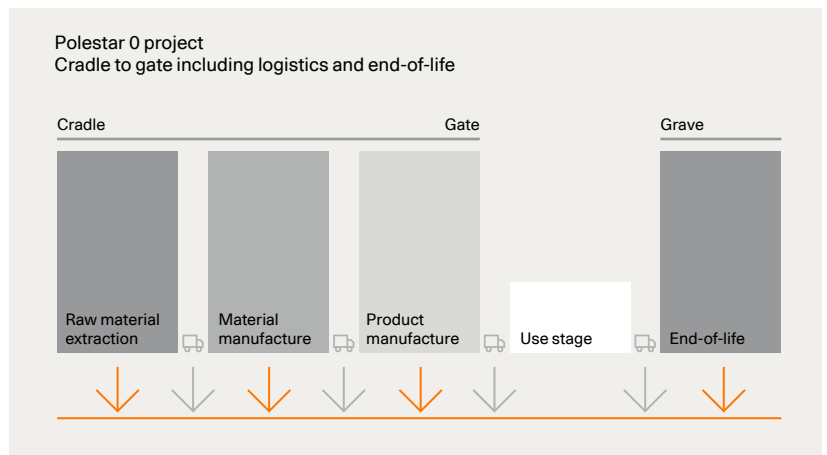 Polestar 0 project
Cradle to gate including logistics and end-of-life
Cradle
Gate
Grave
Raw material
extraction
Material
manufacture
Product
manufacture
Use stage
End-of-life